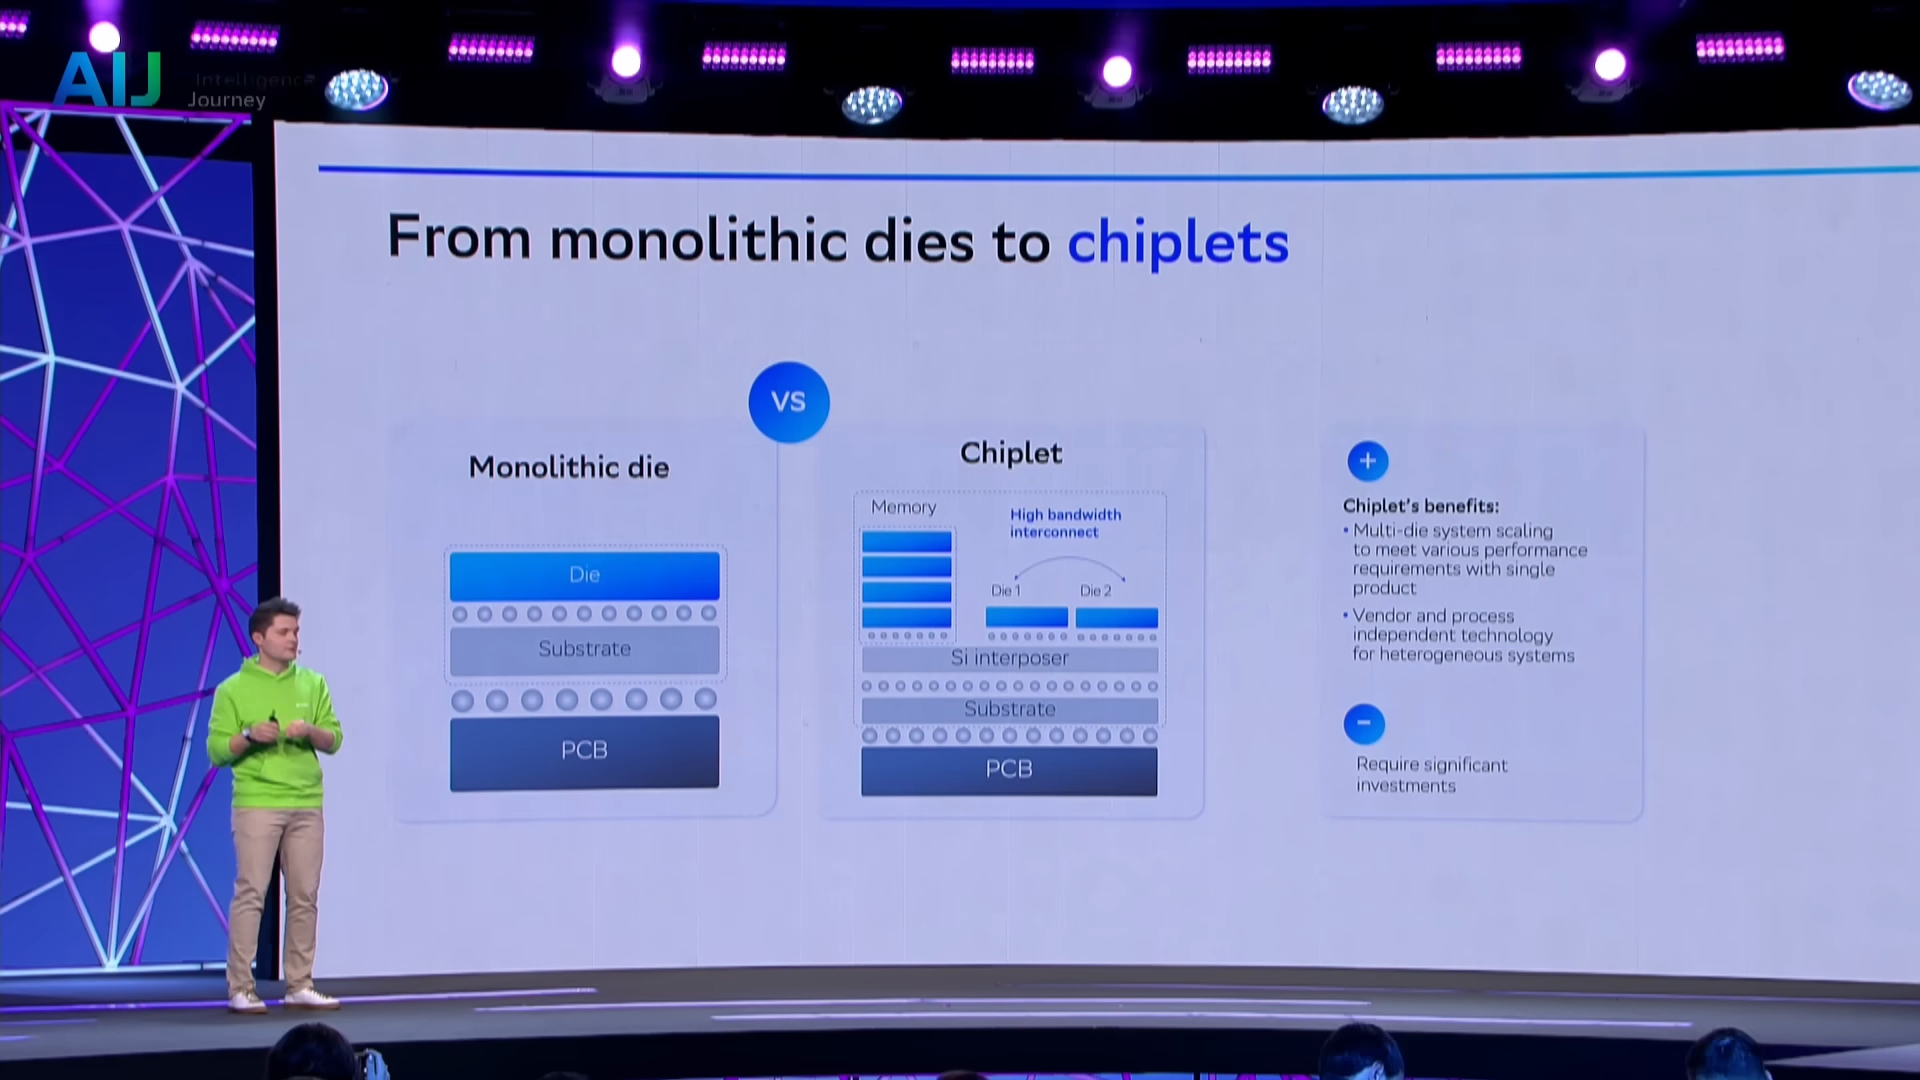 AIJ
Intelligence
Journey
From monolithic dies to chiplets
VS
Monolithic die
Die
Substrate
PCB
Chiplet
Memory
High bandwidth
interconnect
Die 1
Die 2
Si interposer
Substrate
PCB
+
Chiplet's benefits:
• Multi-die system scaling
to meet various performance
requirements with single
product
• Vendor and process
independent technology
for heterogeneous systems
−
Require significant
investments